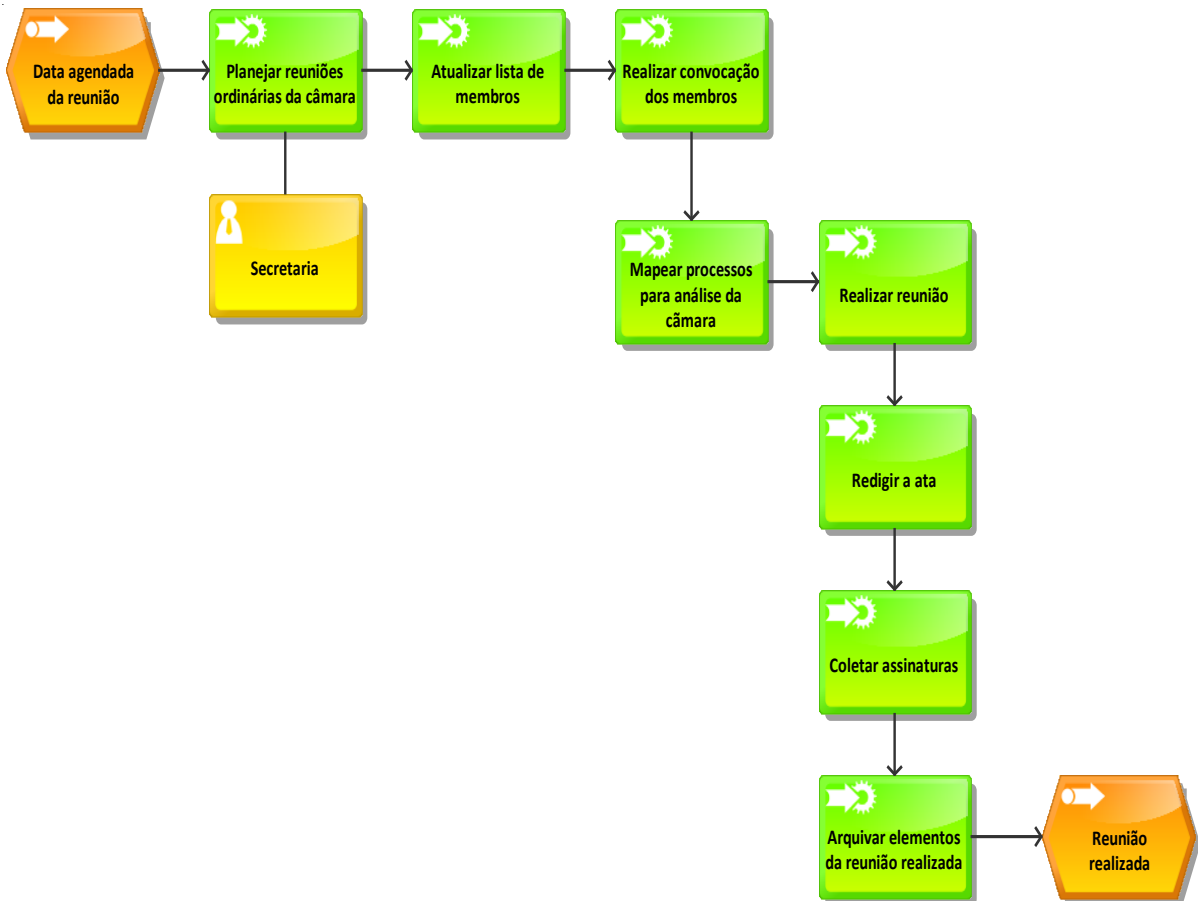 Data agendada
da reunião
Planejar reuniões
ordinárias da câmara
Atualizar lista de
membros
Realizar convocação
dos membros
Secretaria
Mapear processos
para análise da
cãmara
Realizar reunião
Redigir a ata
Coletar assinaturas
Arquivar elementos
da reunião realizada
Reunião
realizada